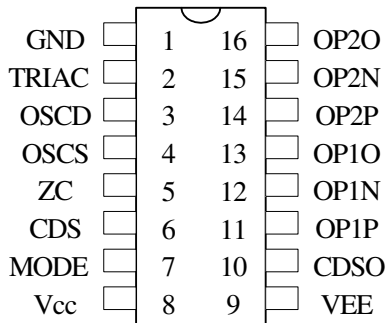 GND 1 16 OP2O
TRIAC 2 15 OP2N
OSCD 3 14 OP2P
OSCS 4 13 OP1O
ZC 5 12 OP1N
CDS 6 11 OP1P
MODE 7 10 CDSO
Vcc 8 9 VEE